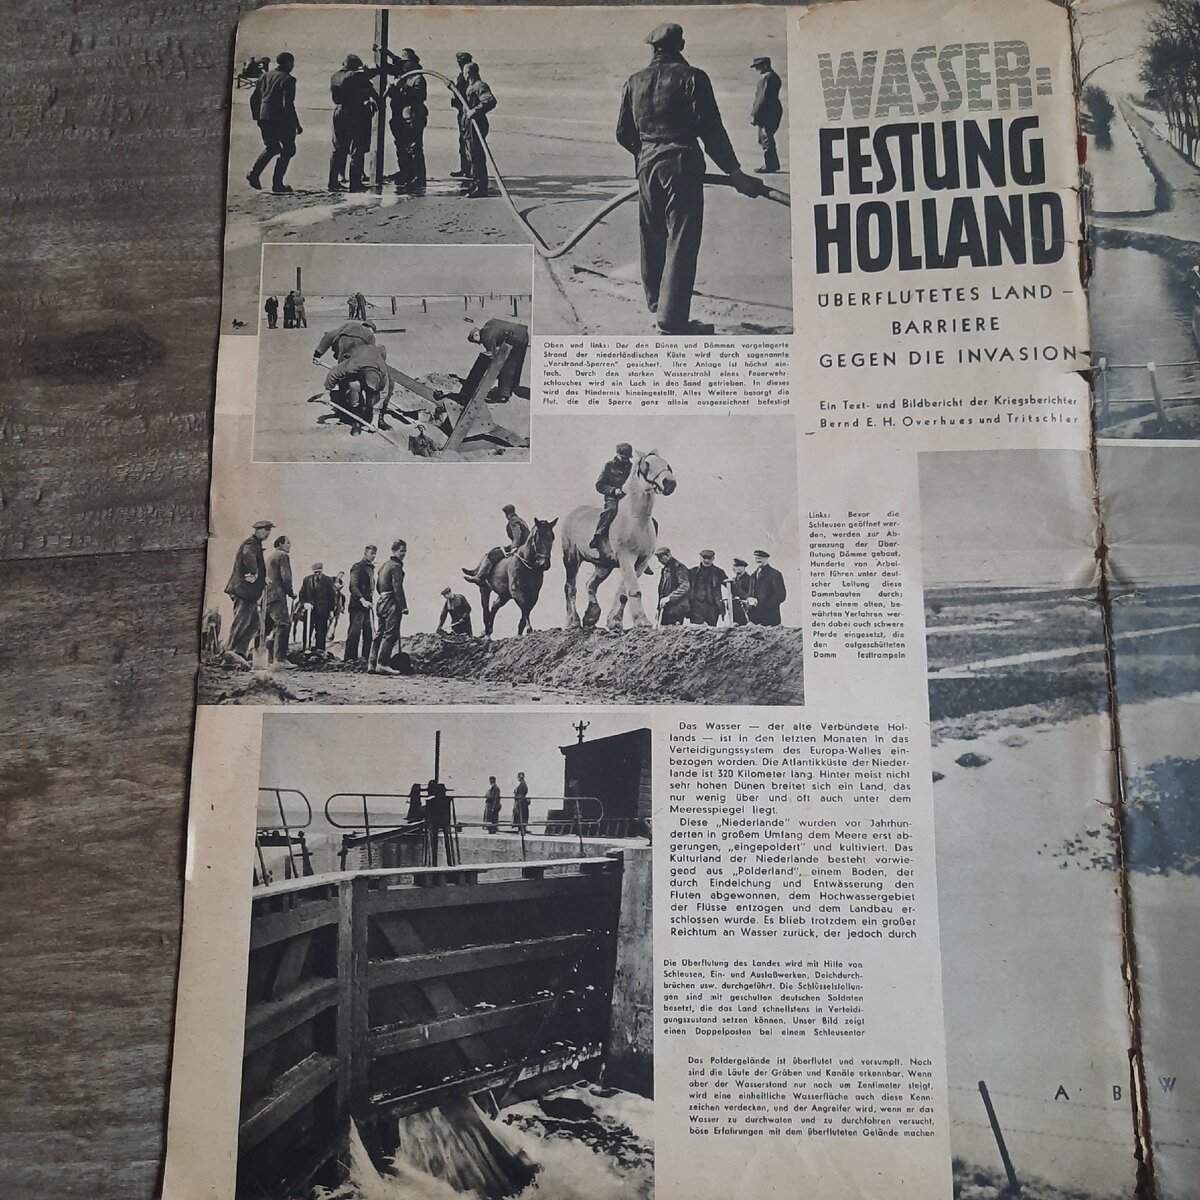 WASSER-
FESTUNG
HOLLAND
ÜBERFLUTETES LAND –
BARRIERE
GEGEN DIE INVASION
Ein Text- und Bildbericht der Kriegsberichter
Bernd E. H. Overhues und Tritschler
Oben und links: Der den Dünen und Dämmen vorgelagerte
Strand der niederländischen Küste wird durch sogenannte
„Vorstrand-Sperren" gesichert. Ihre Anlage ist höchst ein-
fach. Durch den starken Wasserstrahl eines Feuerwehr-
schlauches wird ein Loch in den Sand getrieben. In dieses
wird das Hindernis hineingestellt. Alles Weitere besorgt die
Flut, die die Sperre ganz allein ausgezeichnet befestigt
Links: Bevor die
Schleusen geöffnet wer-
den, werden zur Ab-
grenzung der Über-
flutung Dämme gebaut.
Hunderte von Arbei-
tern führen unter deut-
scher Leitung diese
Dammbauten durch;
nach einem alten, be-
währten Verfahren wer-
den dabei auch schwere
Pferde eingesetzt, die
den aufgeschütteten
Damm festtrampeln
Das Wasser — der alte Verbündete Hol-
lands — ist in den letzten Monaten in das
Verteidigungssystem des Europa-Walles ein-
bezogen worden. Die Atlantikküste der Nieder-
lande ist 320 Kilometer lang. Hinter meist nicht
sehr hohen Dünen breitet sich ein Land, das
nur wenig über und oft auch unter dem
Meeresspiegel liegt.
Diese „Niederlande" wurden vor Jahrhun-
derten in großem Umfang dem Meere erst ab-
gerungen, „eingepoldert" und kultiviert. Das
Kulturland der Niederlande besteht vorwie-
gend aus „Polderland", einem Boden, der
durch Eindeichung und Entwässerung den
Fluten abgewonnen, dem Hochwassergebiet
der Flüsse entzogen und dem Landbau er-
schlossen wurde. Es blieb trotzdem ein großer
Reichtum an Wasser zurück, der jedoch durch
Die Überflutung des Landes wird mit Hilfe von
Schleusen, Ein- und Auslaßwerken, Deichdurch-
brüchen usw. durchgeführt. Die Schlüsselstellun-
gen sind mit geschulten deutschen Soldaten
besetzt, die das Land schnellstens in Verteidi-
gungszustand setzen können. Unser Bild zeigt
einen Doppelposten bei einem Schleusentor
Das Poldergelände ist überflutet und versumpft. Noch
sind die Läufe der Gräben und Kanäle erkennbar. Wenn
aber der Wasserstand nur noch um Zentimeter steigt,
wird eine einheitliche Wasserfläche auch diese Kenn-
zeichen verdecken, und der Angreifer wird, wenn er das
Wasser zu durchwaten und zu durchfahren versucht,
böse Erfahrungen mit dem überfluteten Gelände machen
A B W